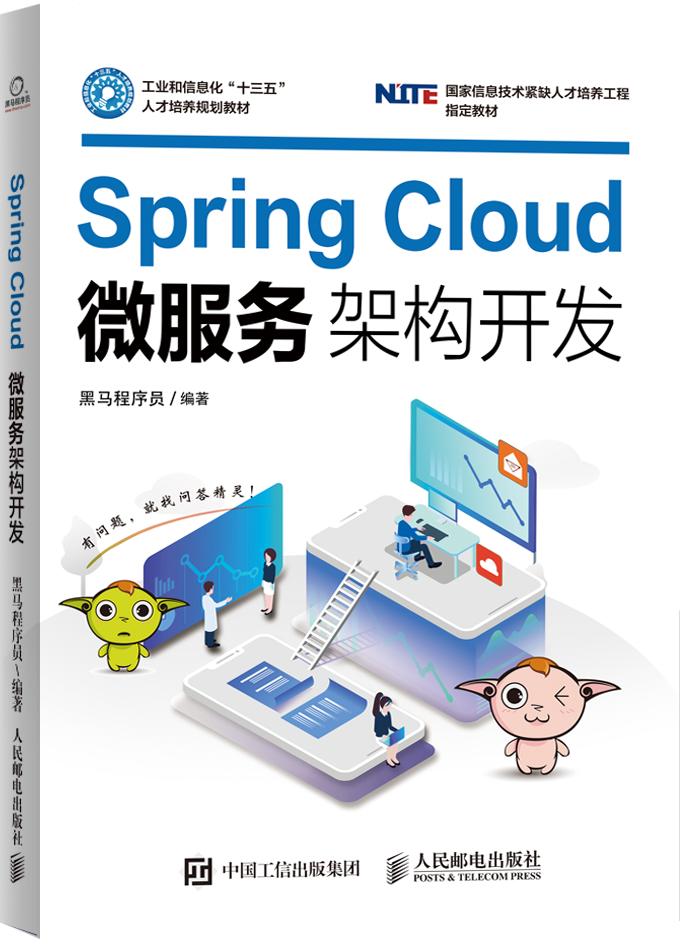 黑马程序员
Spring Cloud
微服务架构开发
黑马程序员\编著
人民邮电出版社
工业和信息化“十三五”
人才培养规划教材
NITE
国家信息技术紧缺人才培养工程
指定教材
Spring Cloud
微服务 架构开发
黑马程序员 / 编著
有问题，就找问答精灵！
中国工信出版集团
人民邮电出版社
POSTS & TELECOM PRESS